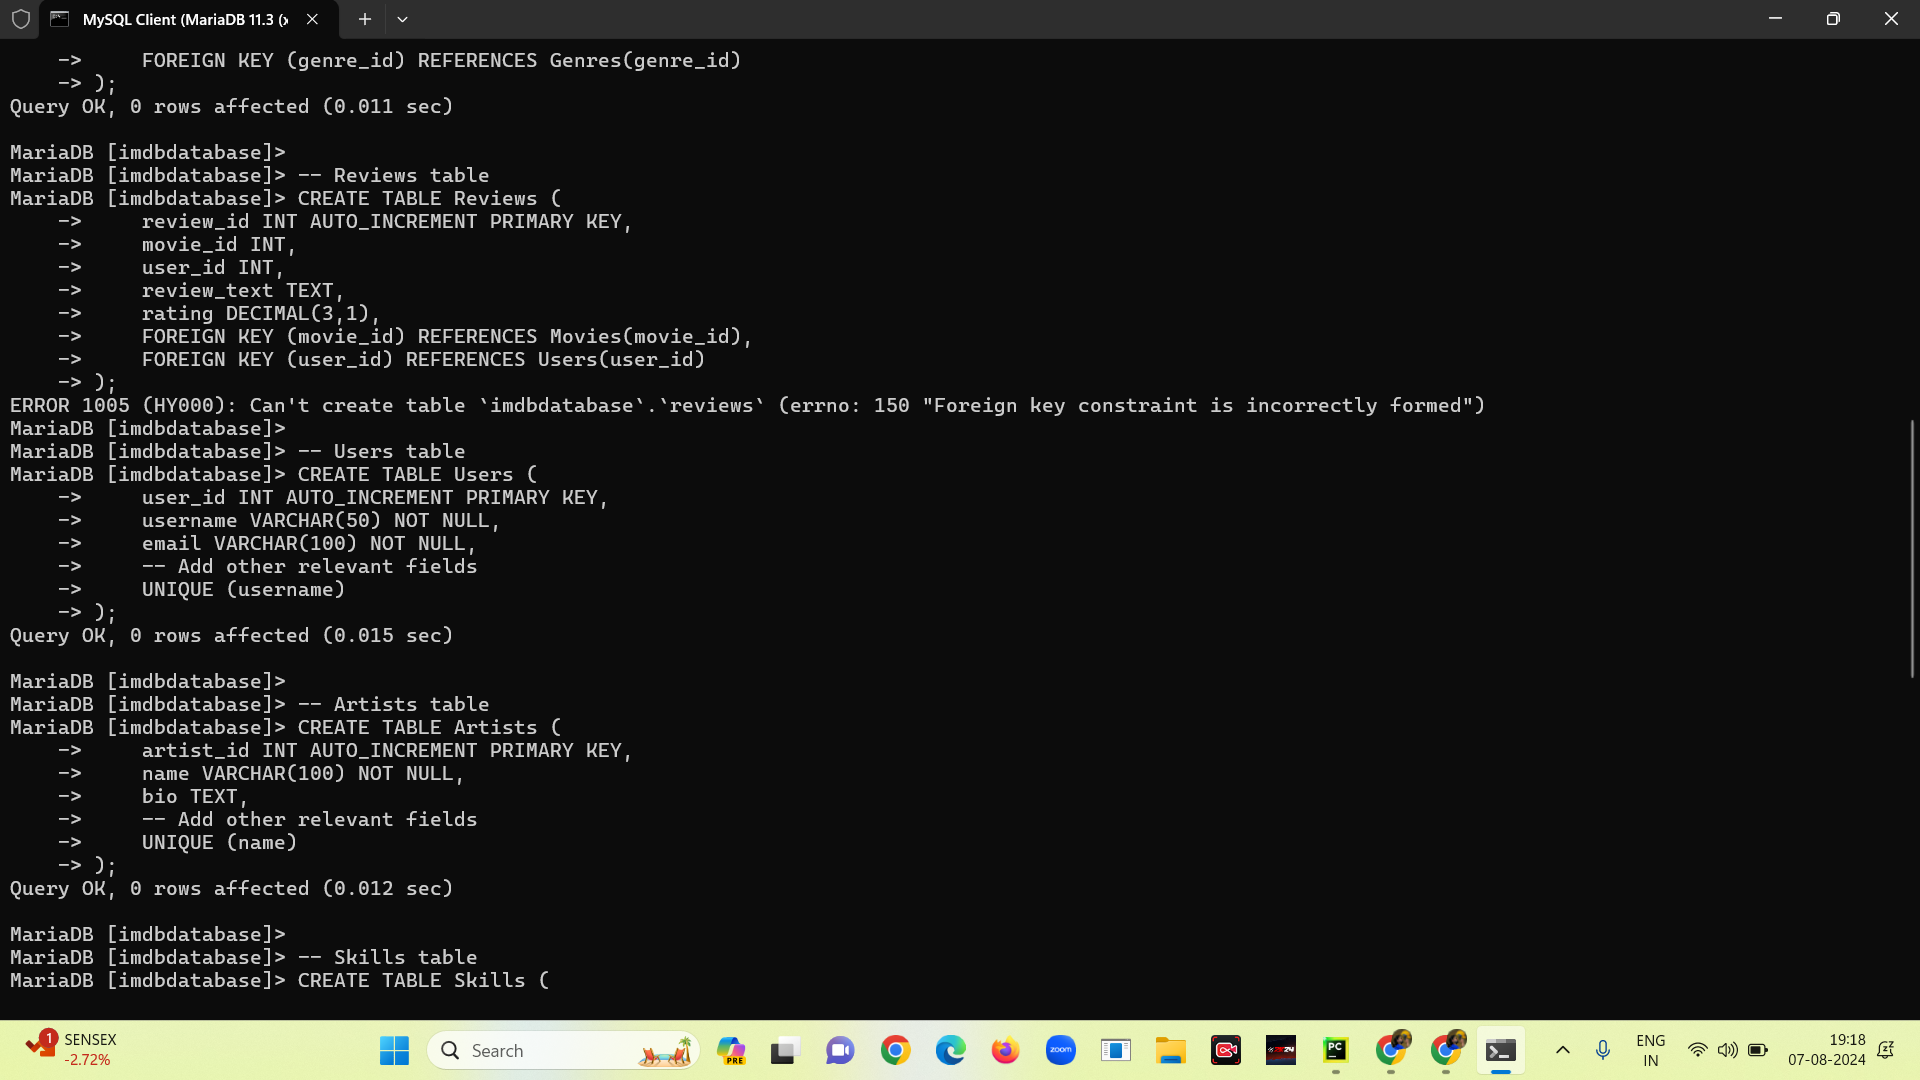 MySQL Client (MariaDB 11.3 (x
->     FOREIGN KEY (genre_id) REFERENCES Genres(genre_id)
-> );
Query OK, 0 rows affected (0.011 sec)
MariaDB [imdbdatabase]>
MariaDB [imdbdatabase]> -- Reviews table
MariaDB [imdbdatabase]> CREATE TABLE Reviews (
->     review_id INT AUTO_INCREMENT PRIMARY KEY,
->     movie_id INT,
->     user_id INT,
->     review_text TEXT,
->     rating DECIMAL(3,1),
->     FOREIGN KEY (movie_id) REFERENCES Movies(movie_id),
->     FOREIGN KEY (user_id) REFERENCES Users(user_id)
-> );
ERROR 1005 (HY000): Can't create table `imdbdatabase`.`reviews` (errno: 150 "Foreign key constraint is incorrectly formed")
MariaDB [imdbdatabase]>
MariaDB [imdbdatabase]> -- Users table
MariaDB [imdbdatabase]> CREATE TABLE Users (
->     user_id INT AUTO_INCREMENT PRIMARY KEY,
->     username VARCHAR(50) NOT NULL,
->     email VARCHAR(100) NOT NULL,
->     -- Add other relevant fields
->     UNIQUE (username)
-> );
Query OK, 0 rows affected (0.015 sec)
MariaDB [imdbdatabase]>
MariaDB [imdbdatabase]> -- Artists table
MariaDB [imdbdatabase]> CREATE TABLE Artists (
->     artist_id INT AUTO_INCREMENT PRIMARY KEY,
->     name VARCHAR(100) NOT NULL,
->     bio TEXT,
->     -- Add other relevant fields
->     UNIQUE (name)
-> );
Query OK, 0 rows affected (0.012 sec)
MariaDB [imdbdatabase]>
MariaDB [imdbdatabase]> -- Skills table
MariaDB [imdbdatabase]> CREATE TABLE Skills (
1
SENSEX
-2.72%
Search
PRE
zoom
24
PC
ENG
IN
19:18
07-08-2024